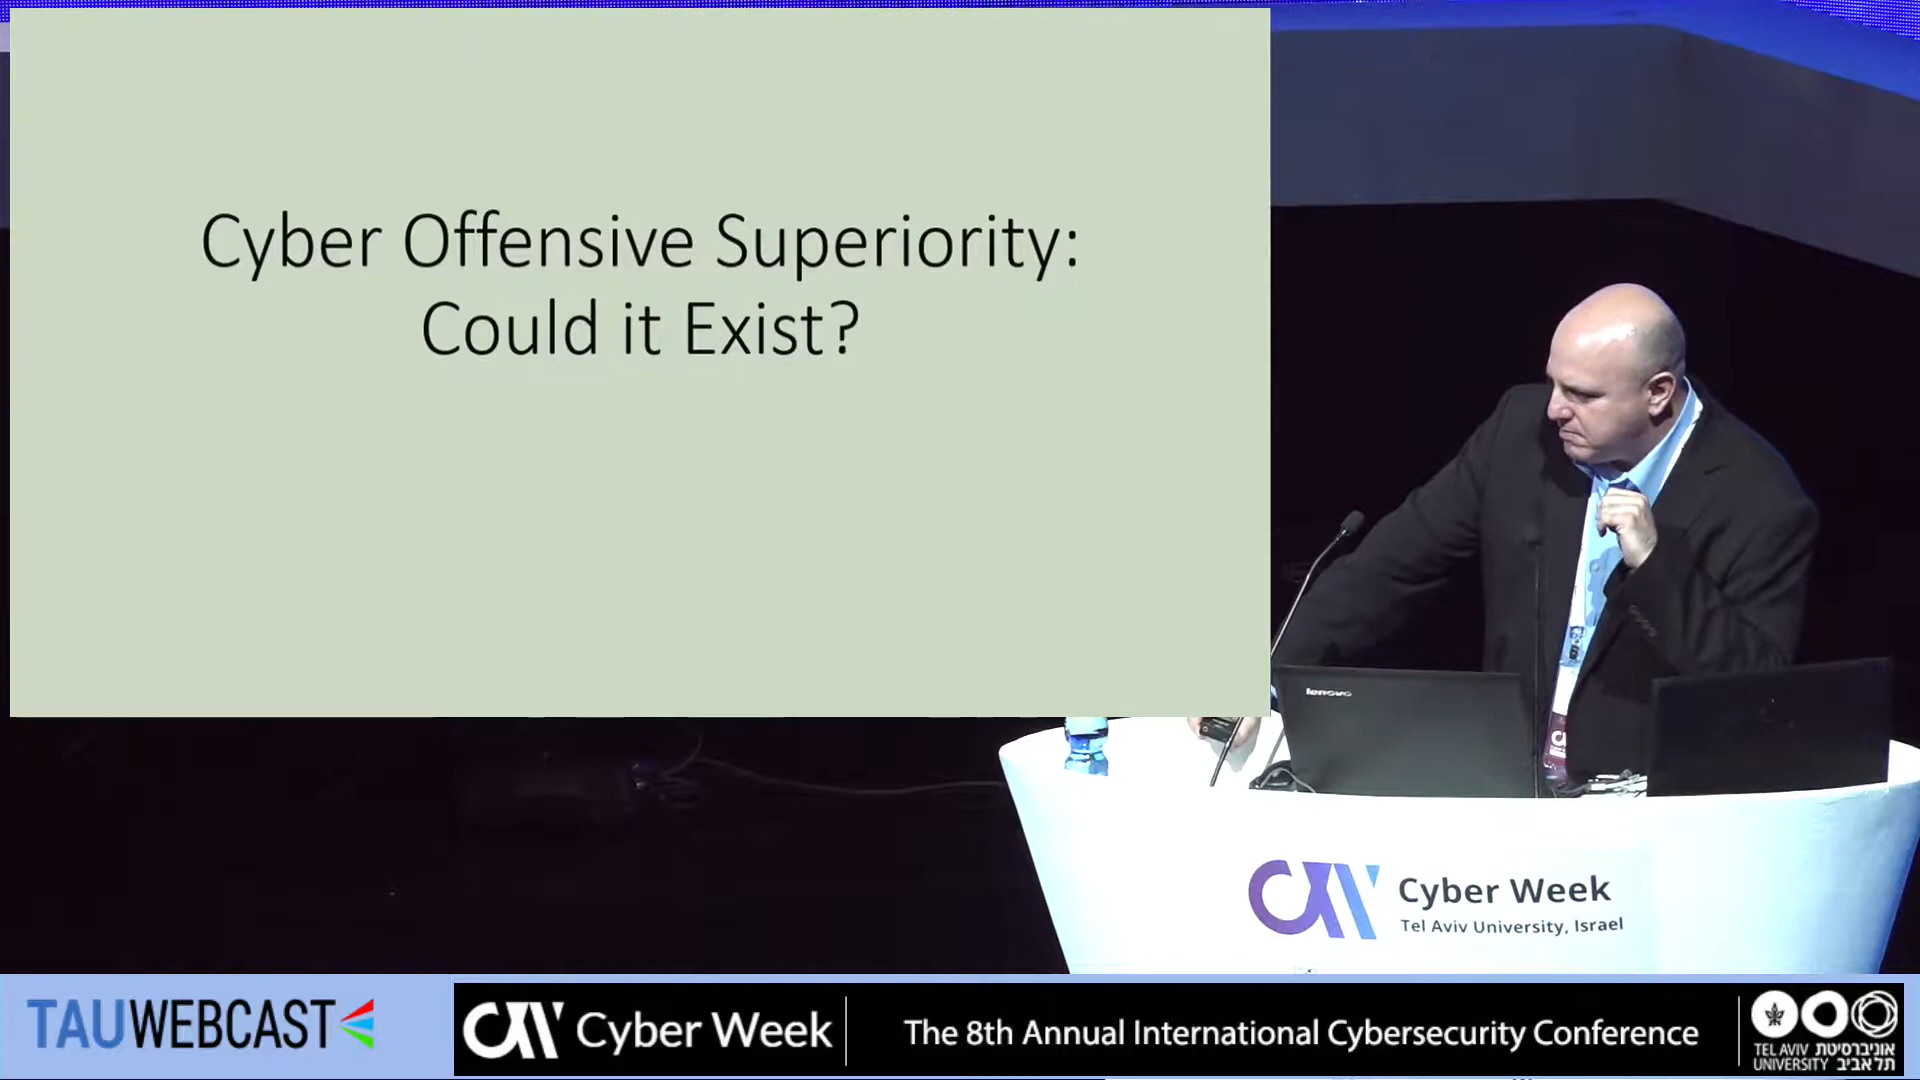 Cyber Offensive Superiority:
Could it Exist?
lenovo
Cyber Week
Tel Aviv University, Israel
TAUWEBCAST
Cyber Week
The 8th Annual International Cybersecurity Conference
TEL AVIV אוניברסיטת
UNIVERSITY תל אביב